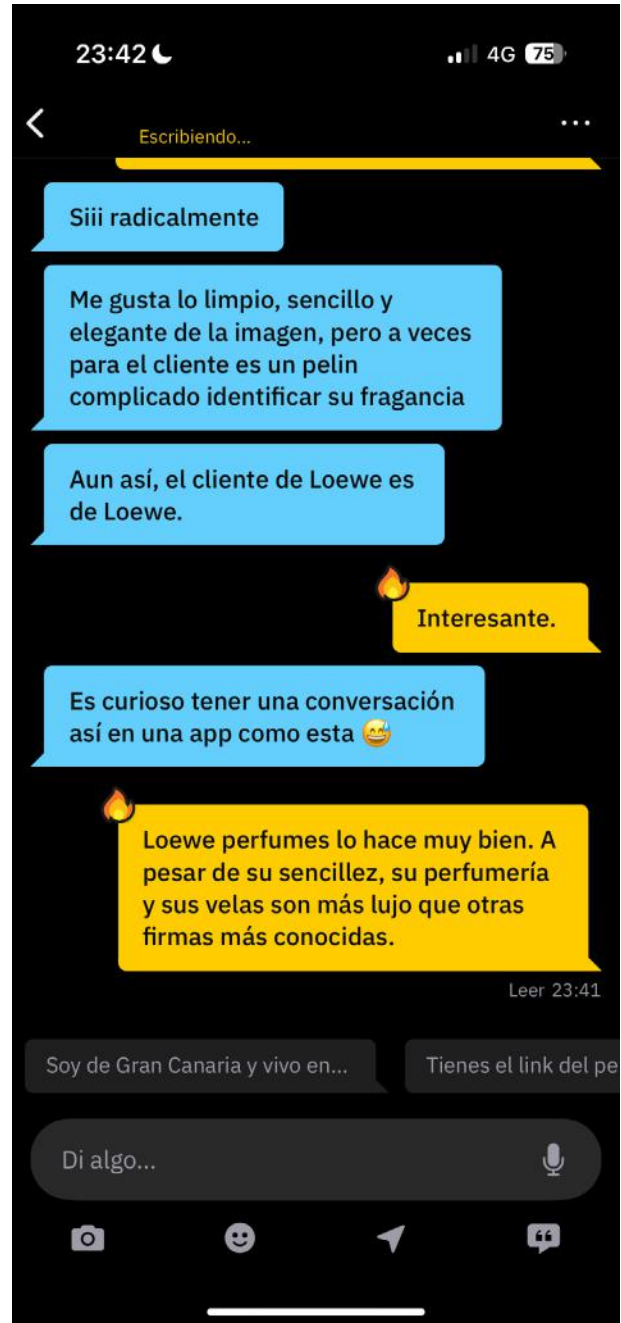 23:42
4G 75
Escribiendo...
Siii radicalmente
Me gusta lo limpio, sencillo y
elegante de la imagen, pero a veces
para el cliente es un pelin
complicado identificar su fragancia
Aun así, el cliente de Loewe es
de Loewe.
Interesante.
Es curioso tener una conversación
así en una app como esta 😅
Loewe perfumes lo hace muy bien. A
pesar de su sencillez, su perfumería
y sus velas son más lujo que otras
firmas más conocidas.
Leer 23:41
Soy de Gran Canaria y vivo en...
Tienes el link del pe
Di algo...